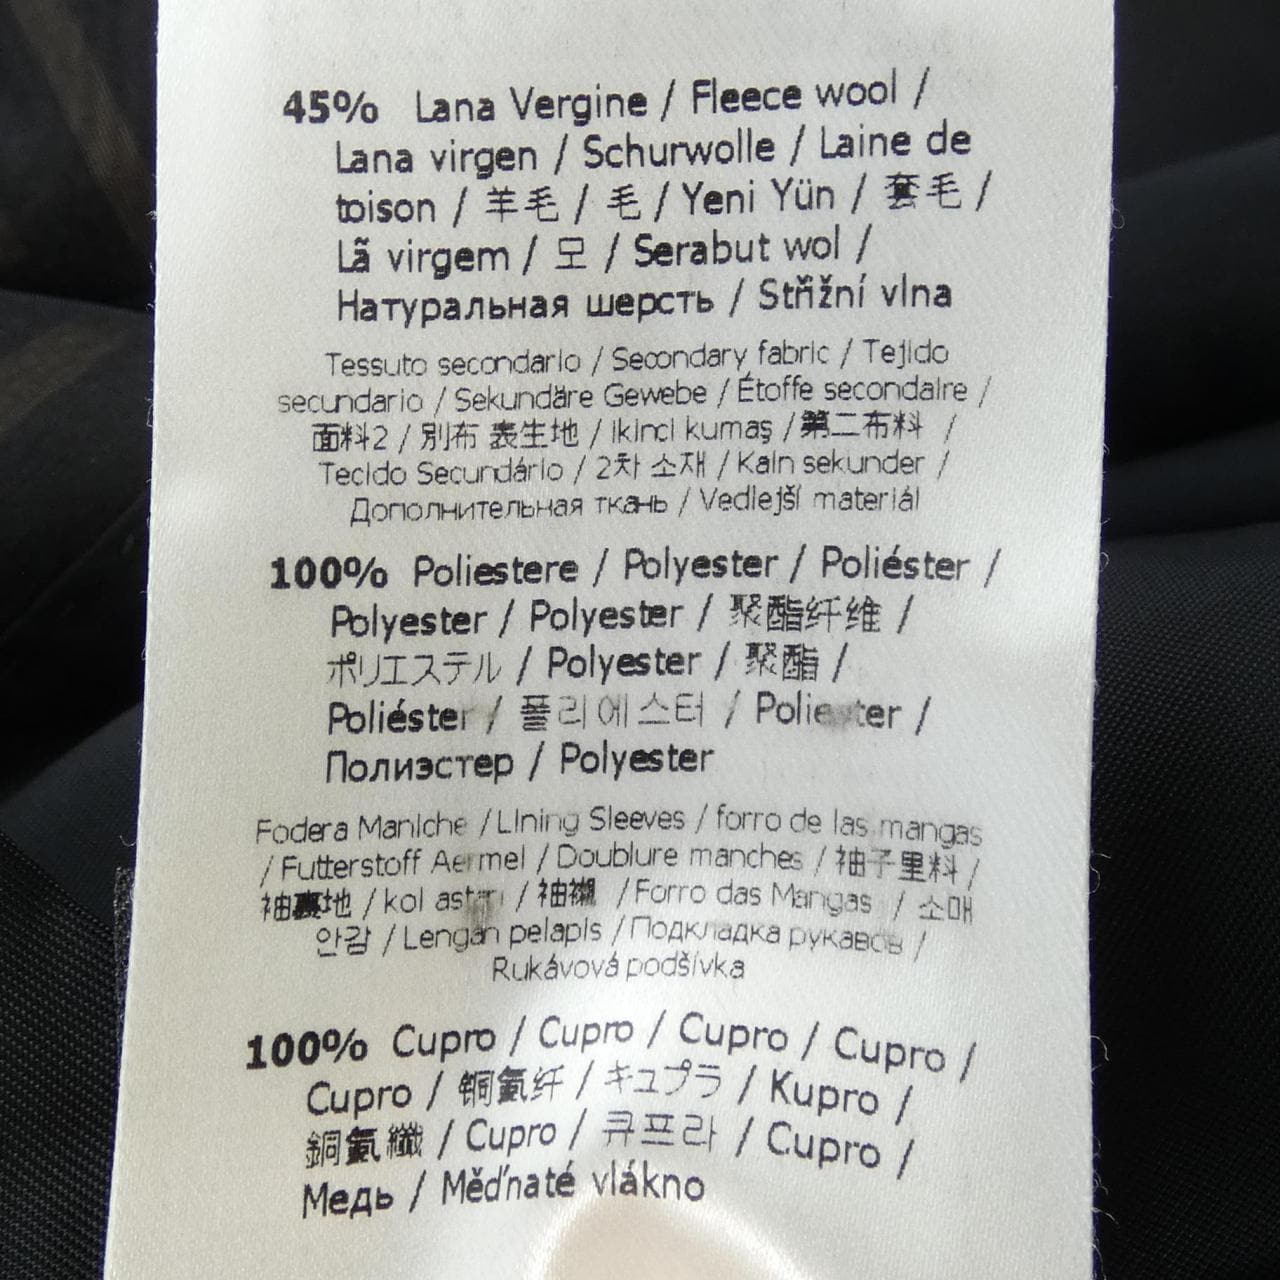 45% Lana Vergine / Fleece wool /
Lana virgen / Schurwolle / Laine de
toison / 羊毛 / 毛 / Yeni Yün / 套毛 /
Lã virgem / 모 / Serabut wol /
Натуральная шерсть / Střižní vlna
Tessuto secondario / Secondary fabric / Tejido
secundario / Sekundäre Gewebe / Étoffe secondaire /
面料2 / 別布 表生地 / ikinci kumaş / 第二布料 /
Tecido Secundário / 2차 소재 / Kain sekunder /
Дополнительная ткань / Vedlejší materiál
100% Poliestere / Polyester / Poliéster /
Polyester / Polyester / 聚酯纤维 /
ポリエステル / Polyester / 聚酯 /
Poliéster / 폴리에스터 / Poliester /
Полиэстер / Polyester
Fodera Maniche / Lining Sleeves / forro de las mangas
/ Futterstoff Aermel / Doublure manches / 袖子里料 /
袖裏地 / kol astarı / 袖襯 / Forro das Mangas / 소매
안감 / Lengan pelapis / Подкладка рукавов /
Rukávová podšívka
100% Cupro / Cupro / Cupro / Cupro /
Cupro / 铜氨纤 / キュプラ / Kupro /
銅氨纖 / Cupro / 큐프라 / Cupro /
Медь / Měďnaté vlákno